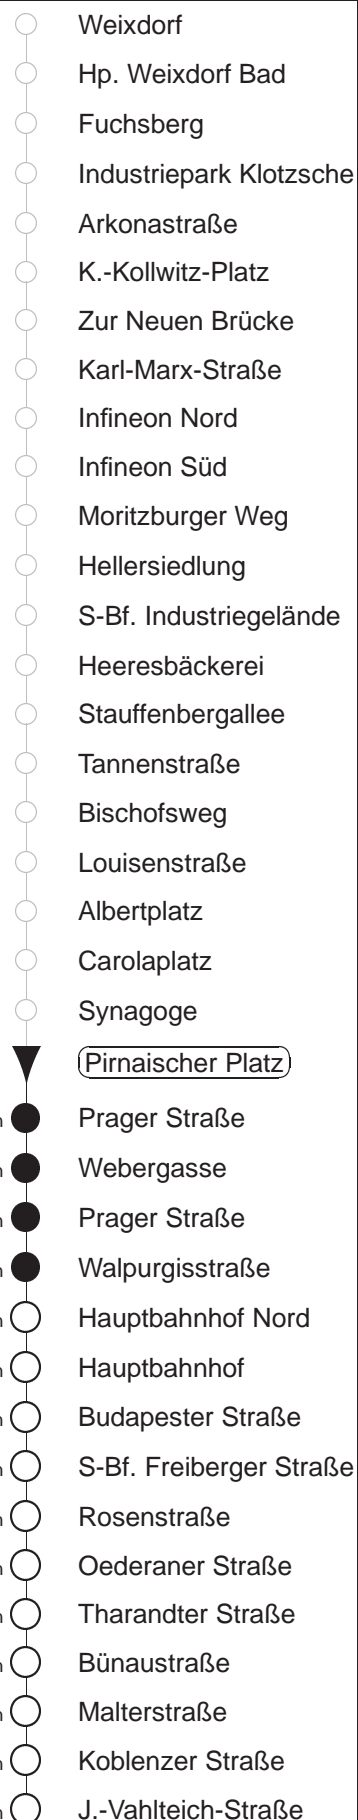 Weixdorf
Hp. Weixdorf Bad
Fuchsberg
Industriepark Klotzsche
Arkonastraße
K.-Kollwitz-Platz
Zur Neuen Brücke
Karl-Marx-Straße
Infineon Nord
Infineon Süd
Moritzburger Weg
Hellersiedlung
S-Bf. Industriegelände
Heeresbäckerei
Stauffenbergallee
Tannenstraße
Bischofsweg
Louisenstraße
Albertplatz
Carolaplatz
Synagoge
Pirnaischer Platz
Prager Straße
Webergasse
Prager Straße
Walpurgisstraße
Hauptbahnhof Nord
Hauptbahnhof
Budapester Straße
S-Bf. Freiberger Straße
Rosenstraße
Oederaner Straße
Tharandter Straße
Bünaustraße
Malterstraße
Koblenzer Straße
J.-Vahlteich-Straße